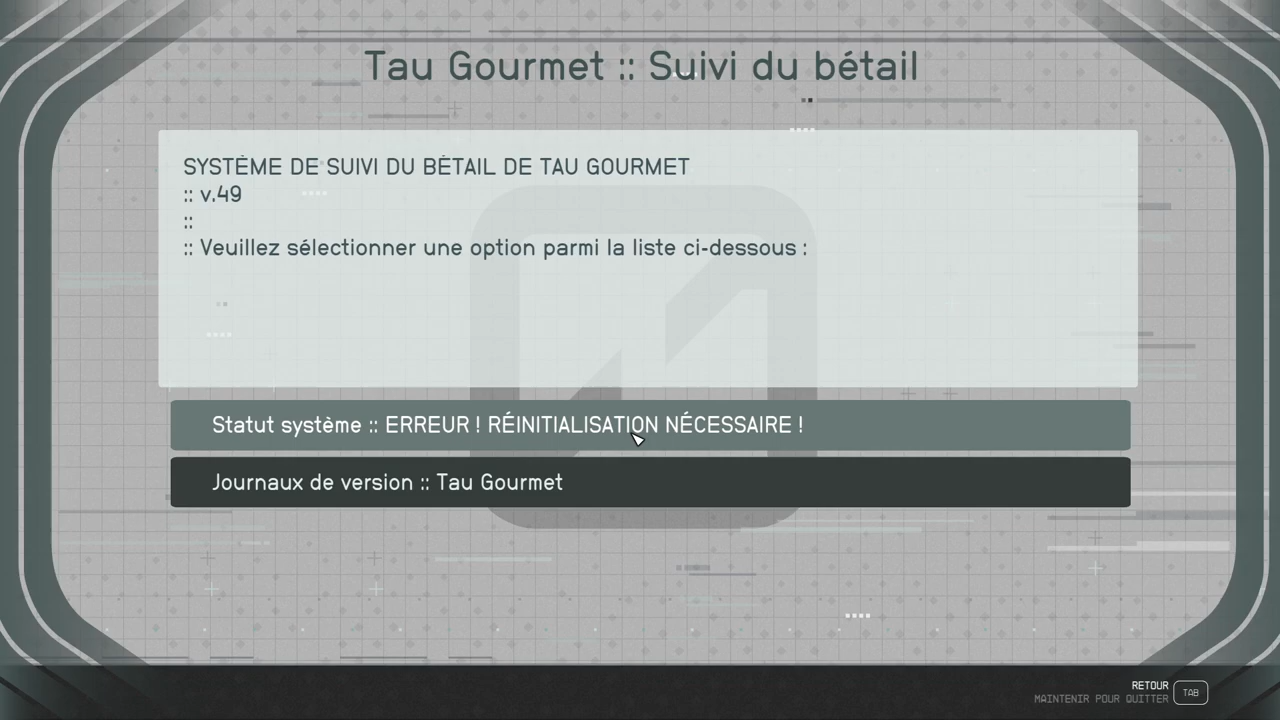 Tau Gourmet :: Suivi du bétail
SYSTÈME DE SUIVI DU BÉTAIL DE TAU GOURMET
:: v.49
::
:: Veuillez sélectionner une option parmi la liste ci-dessous :
Statut système :: ERREUR ! RÉINITIALISATION NÉCESSAIRE !
Journaux de version :: Tau Gourmet
RETOUR
MAINTENIR POUR QUITTER
TAB